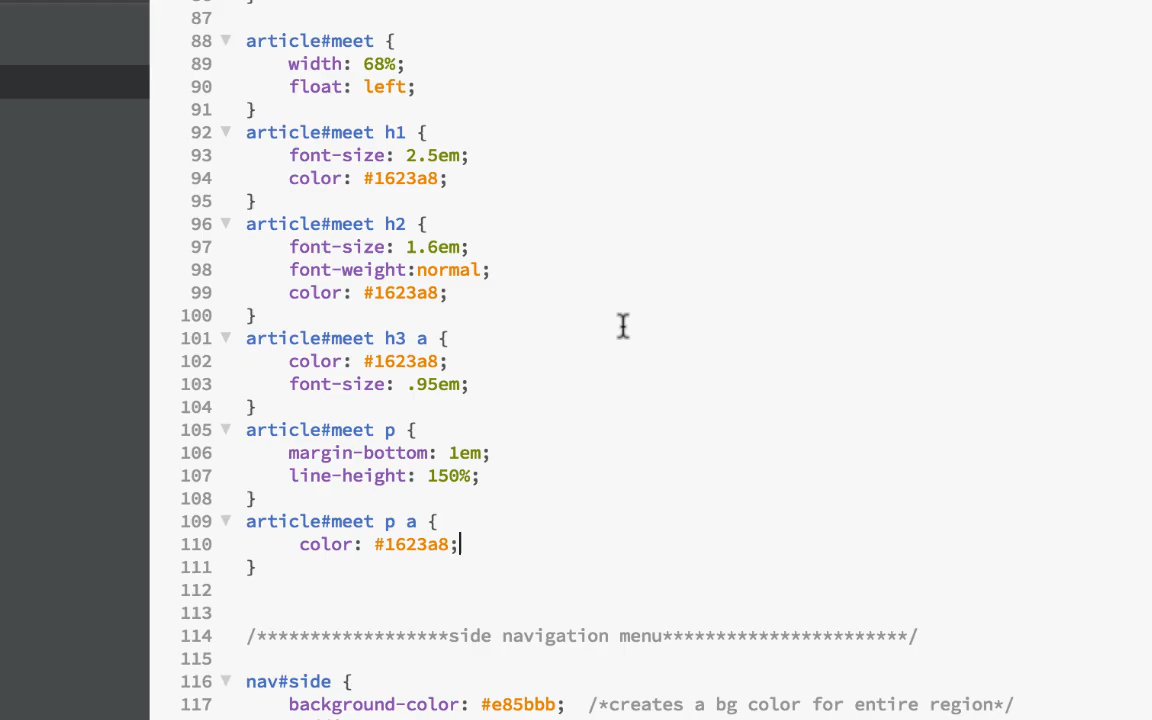 87
88 article#meet {
89 width: 68%;
90 float: left;
91 }
92 article#meet h1 {
93 font-size: 2.5em;
94 color: #1623a8;
95 }
96 article#meet h2 {
97 font-size: 1.6em;
98 font-weight:normal;
99 color: #1623a8;
100 }
101 article#meet h3 a {
102 color: #1623a8;
103 font-size: .95em;
104 }
105 article#meet p {
106 margin-bottom: 1em;
107 line-height: 150%;
108 }
109 article#meet p a {
110 color: #1623a8;
111 }
112
113
114 /******************side navigation menu***********************/
115
116 nav#side {
117 background-color: #e85bbb; /*creates a bg color for entire region*/